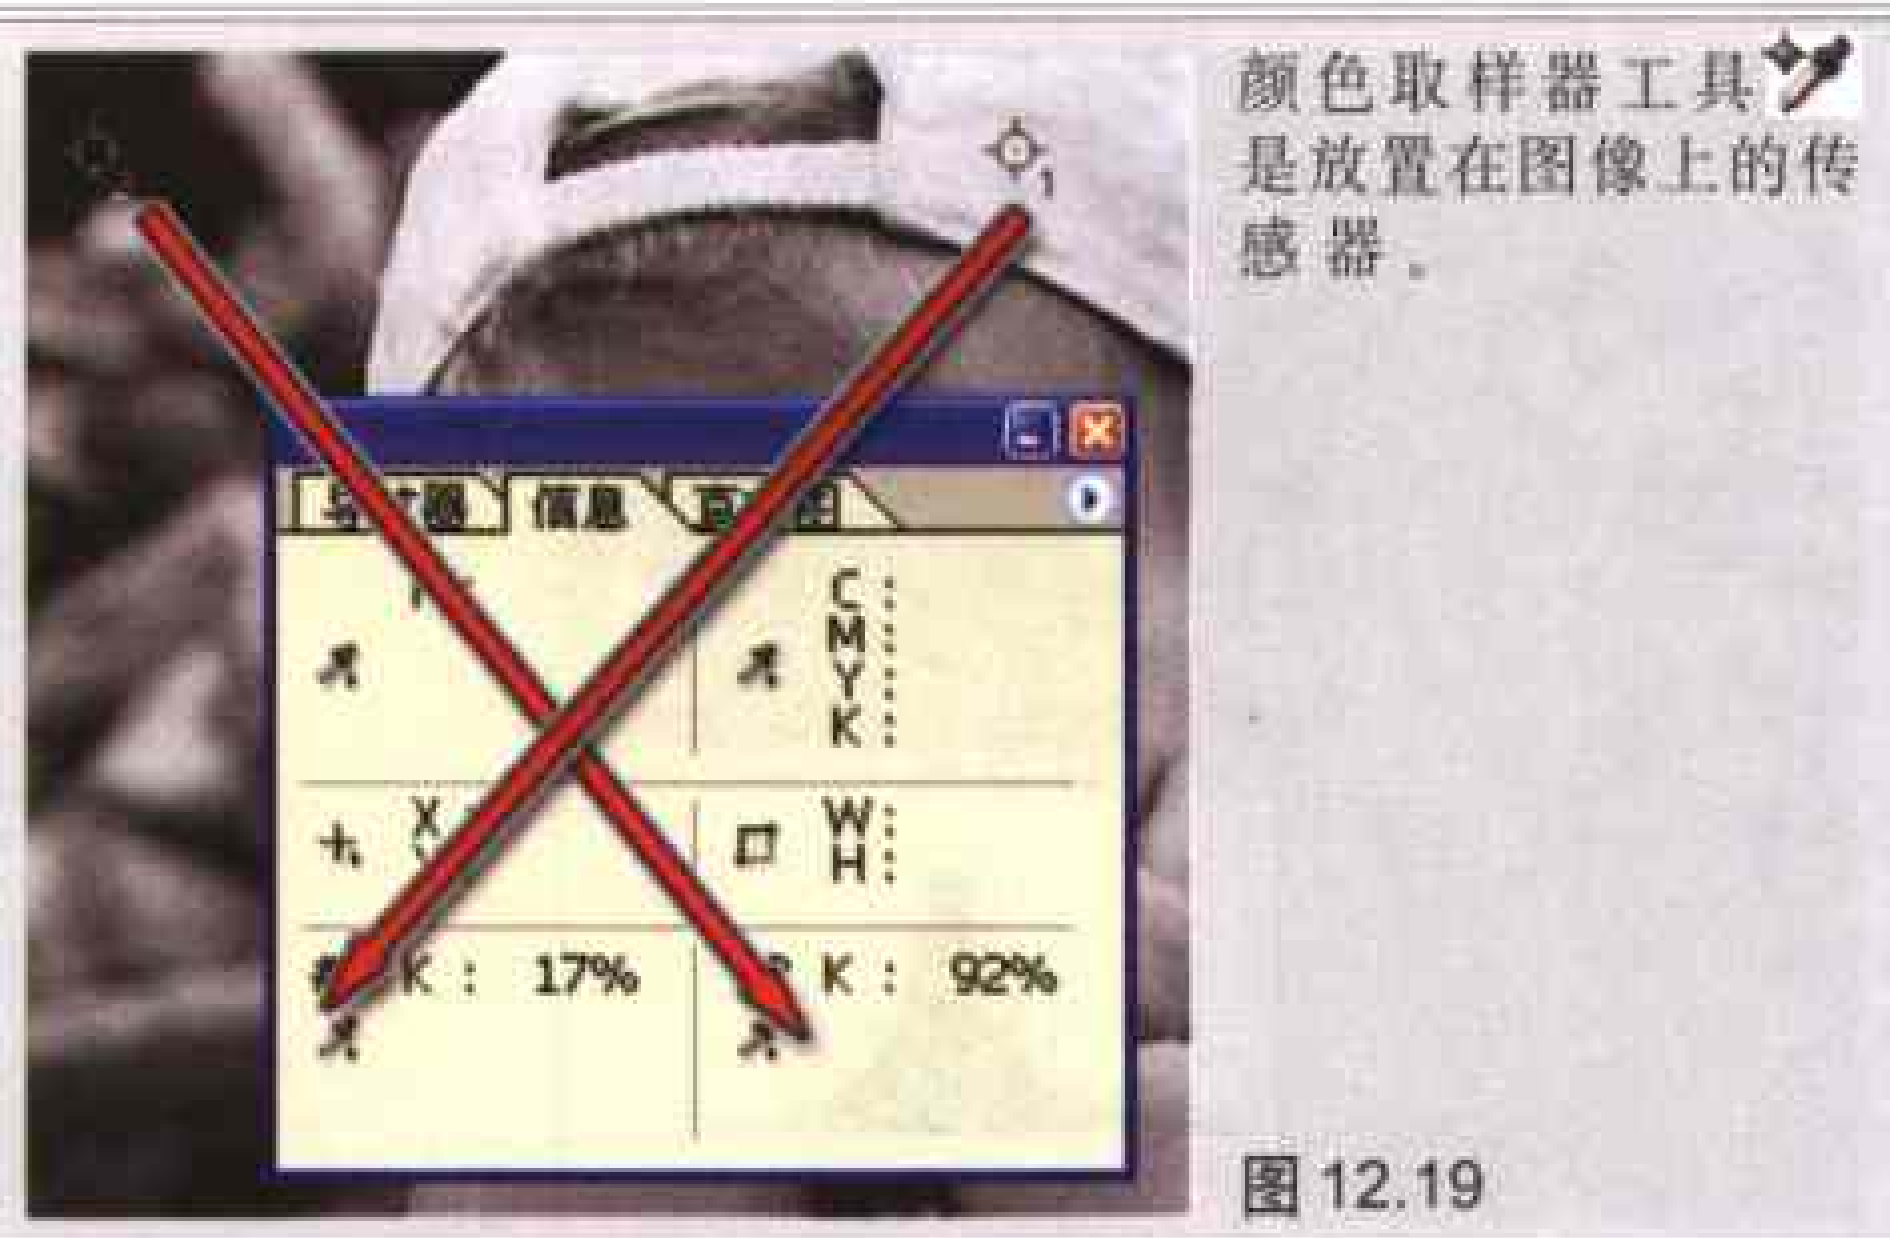 颜色取样器工具
是放置在图像上的传
感器。
1
信息
C :
M :
Y :
K :
X
W :
H :
K : 17%
K : 92%
图 12.19